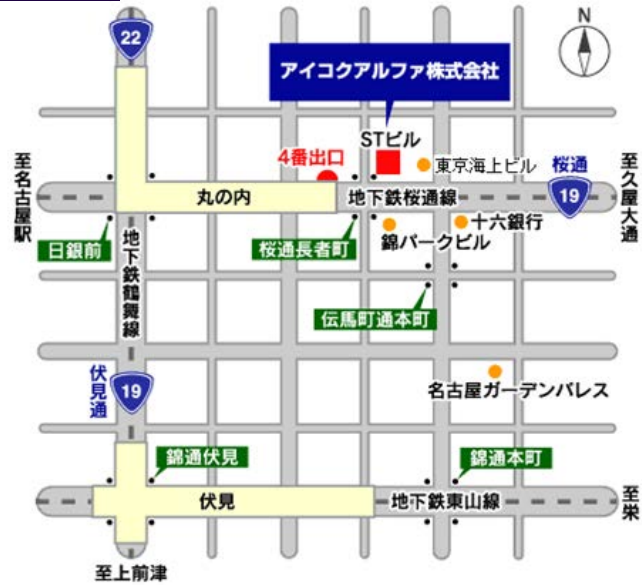 N
22
アイコクアルファ株式会社
STビル
4番出口
東京海上ビル
桜通
19
至名古屋駅
丸の内
地下鉄桜通線
至久屋大通
日銀前
桜通長者町
錦パークビル
十六銀行
地下鉄鶴舞線
伝馬町通本町
伏見通
19
名古屋ガーデンパレス
錦通伏見
錦通本町
伏見
地下鉄東山線
至栄
至上前津